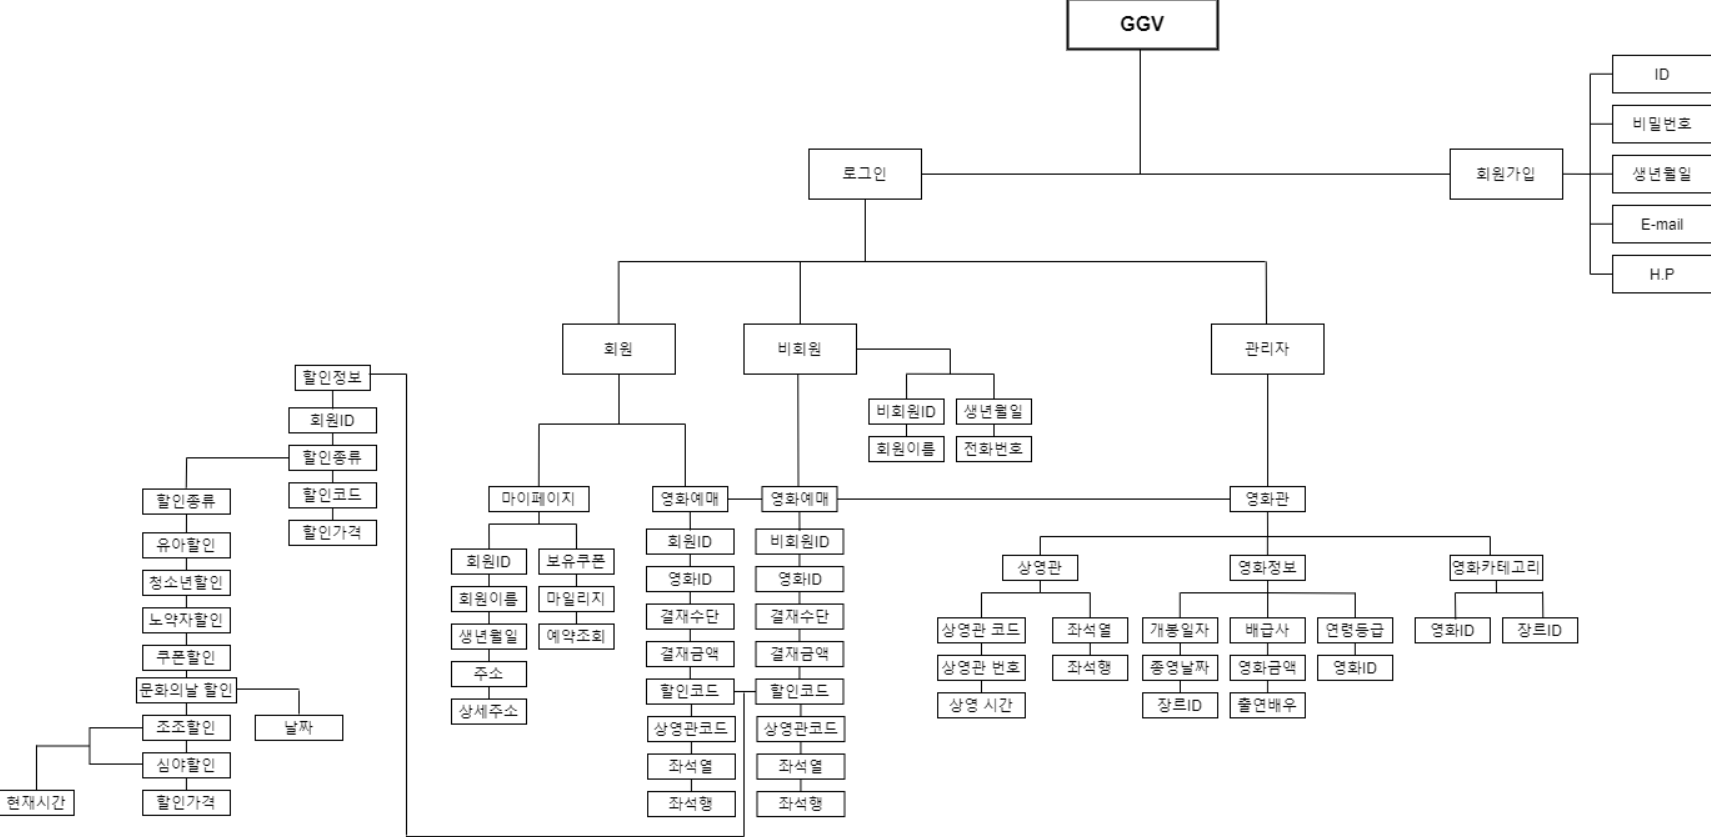 GGV
로그인
회원가입
ID
비밀번호
생년월일
E-mail
H.P
회원
비회원
관리자
비회원ID
회원이름
생년월일
전화번호
할인정보
회원ID
할인종류
할인코드
할인가격
할인종류
유아할인
청소년할인
노약자할인
쿠폰할인
문화의날 할인
조조할인
심야할인
할인가격
날짜
현재시간
마이페이지
회원ID
회원이름
생년월일
주소
상세주소
보유쿠폰
마일리지
예약조회
영화예매
회원ID
영화ID
결재수단
결재금액
할인코드
상영관코드
좌석열
좌석행
영화예매
비회원ID
영화ID
결재수단
결재금액
할인코드
상영관코드
좌석열
좌석행
영화관
상영관
상영관 코드
상영관 번호
상영 시간
좌석열
좌석행
영화정보
개봉일자
종영날짜
장르ID
배급사
영화금액
출연배우
연령등급
영화ID
영화카테고리
영화ID
장르ID